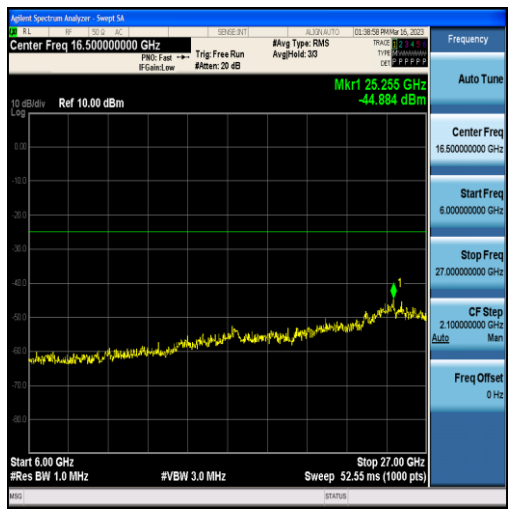 Agilent Spectrum Analyzer - Swept SA
RL RF 50 Ω AC SENSE:INT ALIGN AUTO 01:38:58 PM Mar 16, 2023
Center Freq 16.500000000 GHz
PNO: Fast
IFGain:Low
Trig: Free Run
#Atten: 20 dB
#Avg Type: RMS
Avg|Hold: 3/3
TRACE 1 2 3 4 5 6
TYPE
DET P P P P P P
Frequency
Auto Tune
Mkr1 25.255 GHz
-44.884 dBm
10 dB/div Ref 10.00 dBm
Log
0.00
-10.0
-20.0
-30.0
-40.0
-50.0
-60.0
-70.0
-80.0
1
Center Freq
16.500000000 GHz
Start Freq
6.000000000 GHz
Stop Freq
27.000000000 GHz
CF Step
2.100000000 GHz
Auto Man
Freq Offset
0 Hz
Start 6.00 GHz Stop 27.00 GHz
#Res BW 1.0 MHz #VBW 3.0 MHz Sweep 52.55 ms (1000 pts)
MSG STATUS